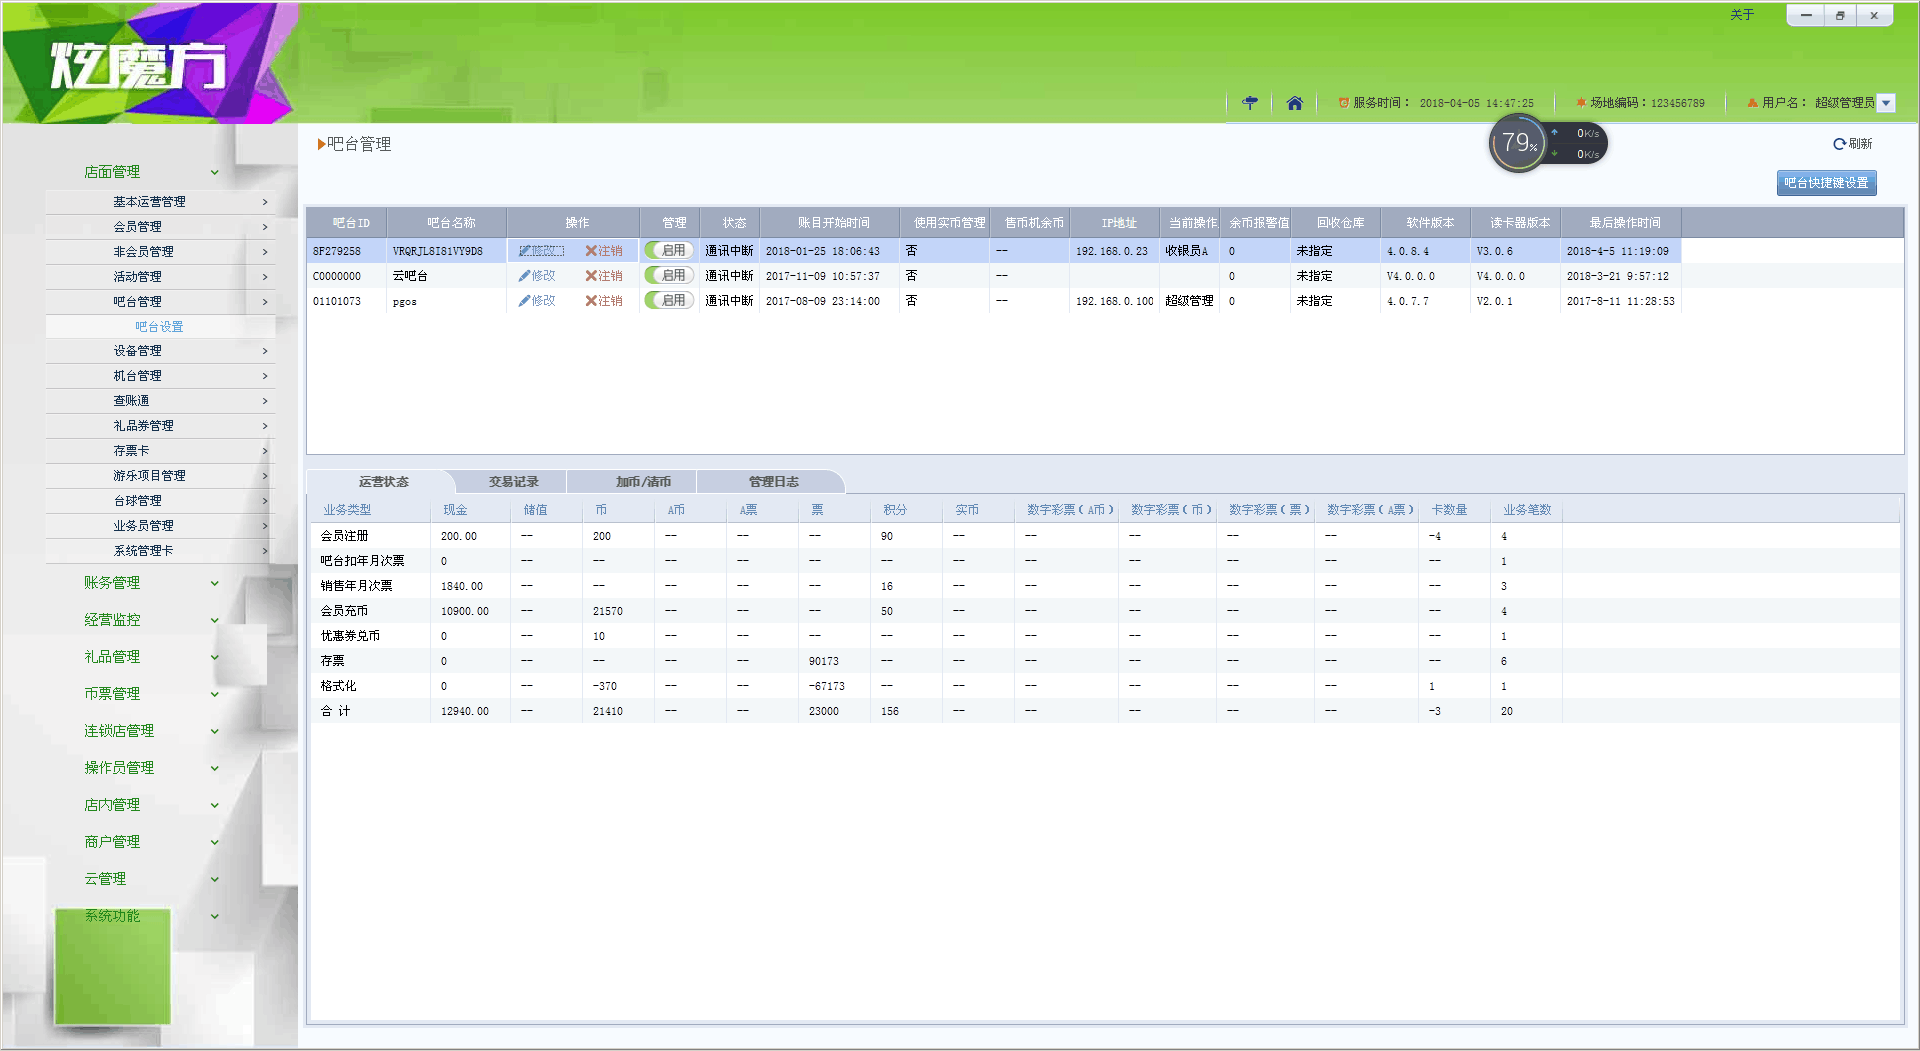 关于
炫魔方
服务时间： 2018-04-05 14:47:25 场地编码：123456789 用户名： 超级管理员
79% 0K/s
0K/s
吧台管理 刷新
吧台快捷键设置
店面管理
基本运营管理
会员管理
非会员管理
活动管理
吧台管理
吧台设置
设备管理
机台管理
查账通
礼品券管理
存票卡
游乐项目管理
台球管理
业务员管理
系统管理卡
账务管理
经营监控
礼品管理
币票管理
连锁店管理
操作员管理
店内管理
商户管理
云管理
系统功能
吧台ID 吧台名称 操作 管理 状态 账目开始时间 使用实币管理 售币机余币 IP地址 当前操作 余币报警值 回收仓库 软件版本 读卡器版本 最后操作时间
8F279258 VRQRJL8I81VY9D8 修改 注销 启用 通讯中断 2018-01-25 18:06:43 否 -- 192.168.0.23 收银员A 0 未指定 4.0.8.4 V3.0.6 2018-4-5 11:19:09
C0000000 云吧台 修改 注销 启用 通讯中断 2017-11-09 10:57:37 否 -- 0 未指定 V4.0.0.0 V4.0.0.0 2018-3-21 9:57:12
01101073 pgos 修改 注销 启用 通讯中断 2017-08-09 23:14:00 否 -- 192.168.0.100 超级管理 0 未指定 4.0.7.7 V2.0.1 2017-8-11 11:28:53
运营状态 交易记录 加币/清币 管理日志
业务类型 现金 储值 币 A币 A票 票 积分 实币 数字彩票(A币) 数字彩票(币) 数字彩票(票) 数字彩票(A票) 卡数量 业务笔数
会员注册 200.00 -- 200 -- -- -- 90 -- -- -- -- -- -4 4
吧台扣年月次票 0 -- -- -- -- -- -- -- -- -- -- -- -- 1
销售年月次票 1840.00 -- -- -- -- -- 16 -- -- -- -- -- -- 3
会员充币 10900.00 -- 21570 -- -- -- 50 -- -- -- -- -- -- 4
优惠券兑币 0 -- 10 -- -- -- -- -- -- -- -- -- -- 1
存票 0 -- -- -- -- 90173 -- -- -- -- -- -- -- 6
格式化 0 -- -370 -- -- -67173 -- -- -- -- -- -- 1 1
合 计 12940.00 -- 21410 -- -- 23000 156 -- -- -- -- -- -3 20